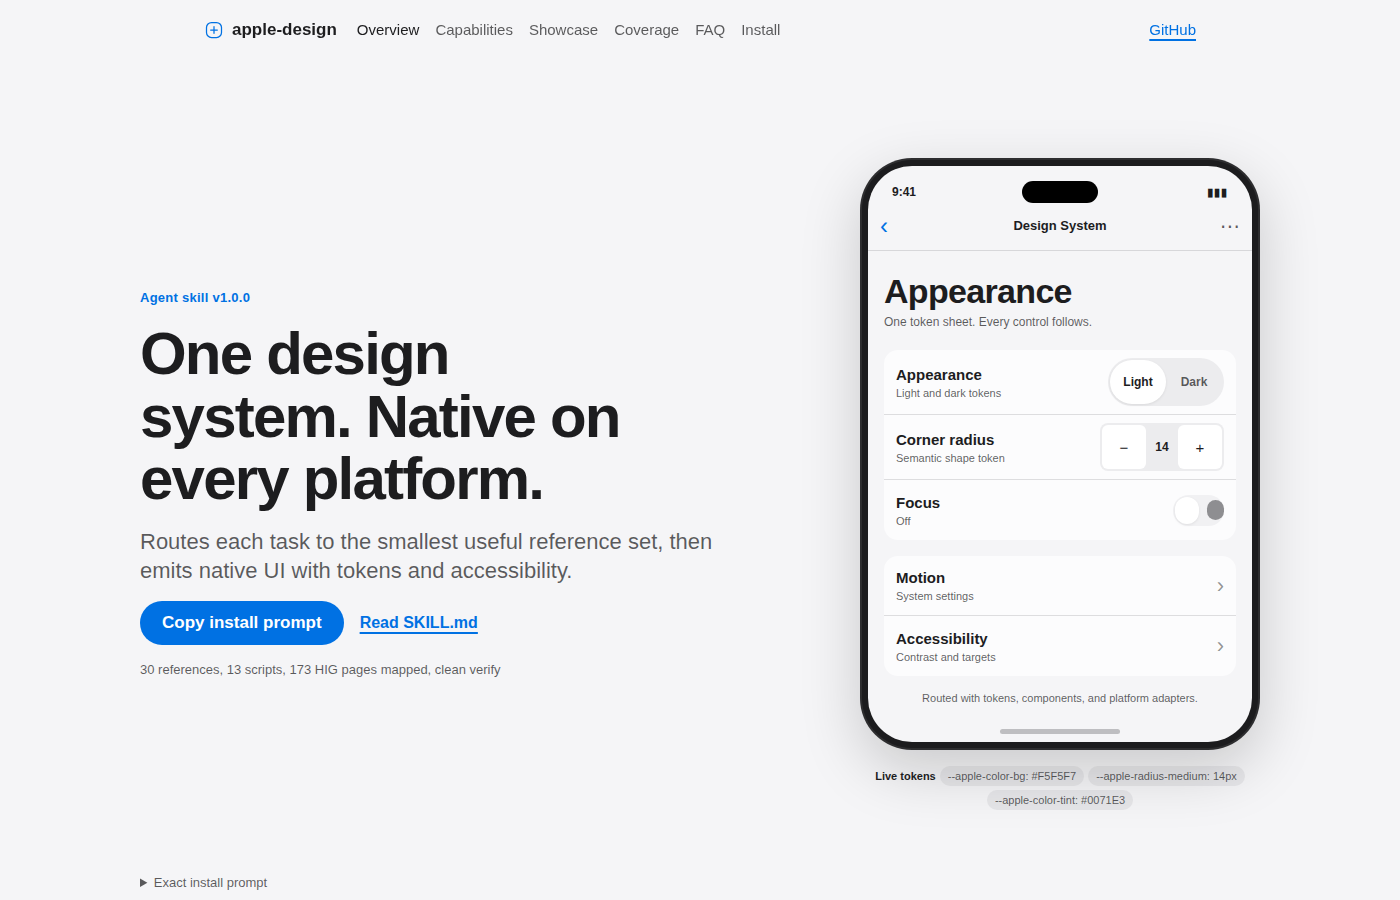 apple-design Overview Capabilities Showcase Coverage FAQ Install GitHub
Agent skill v1.0.0
One design
system. Native on
every platform.
Routes each task to the smallest useful reference set, then
emits native UI with tokens and accessibility.
Copy install prompt Read SKILL.md
30 references, 13 scripts, 173 HIG pages mapped, clean verify
9:41
‹ Design System ···
Appearance
One token sheet. Every control follows.
Appearance
Light and dark tokens
Light Dark
Corner radius
Semantic shape token
− 14 +
Focus
Off
Motion
System settings
›
Accessibility
Contrast and targets
›
Routed with tokens, components, and platform adapters.
Live tokens --apple-color-bg: #F5F5F7 --apple-radius-medium: 14px
--apple-color-tint: #0071E3
Exact install prompt